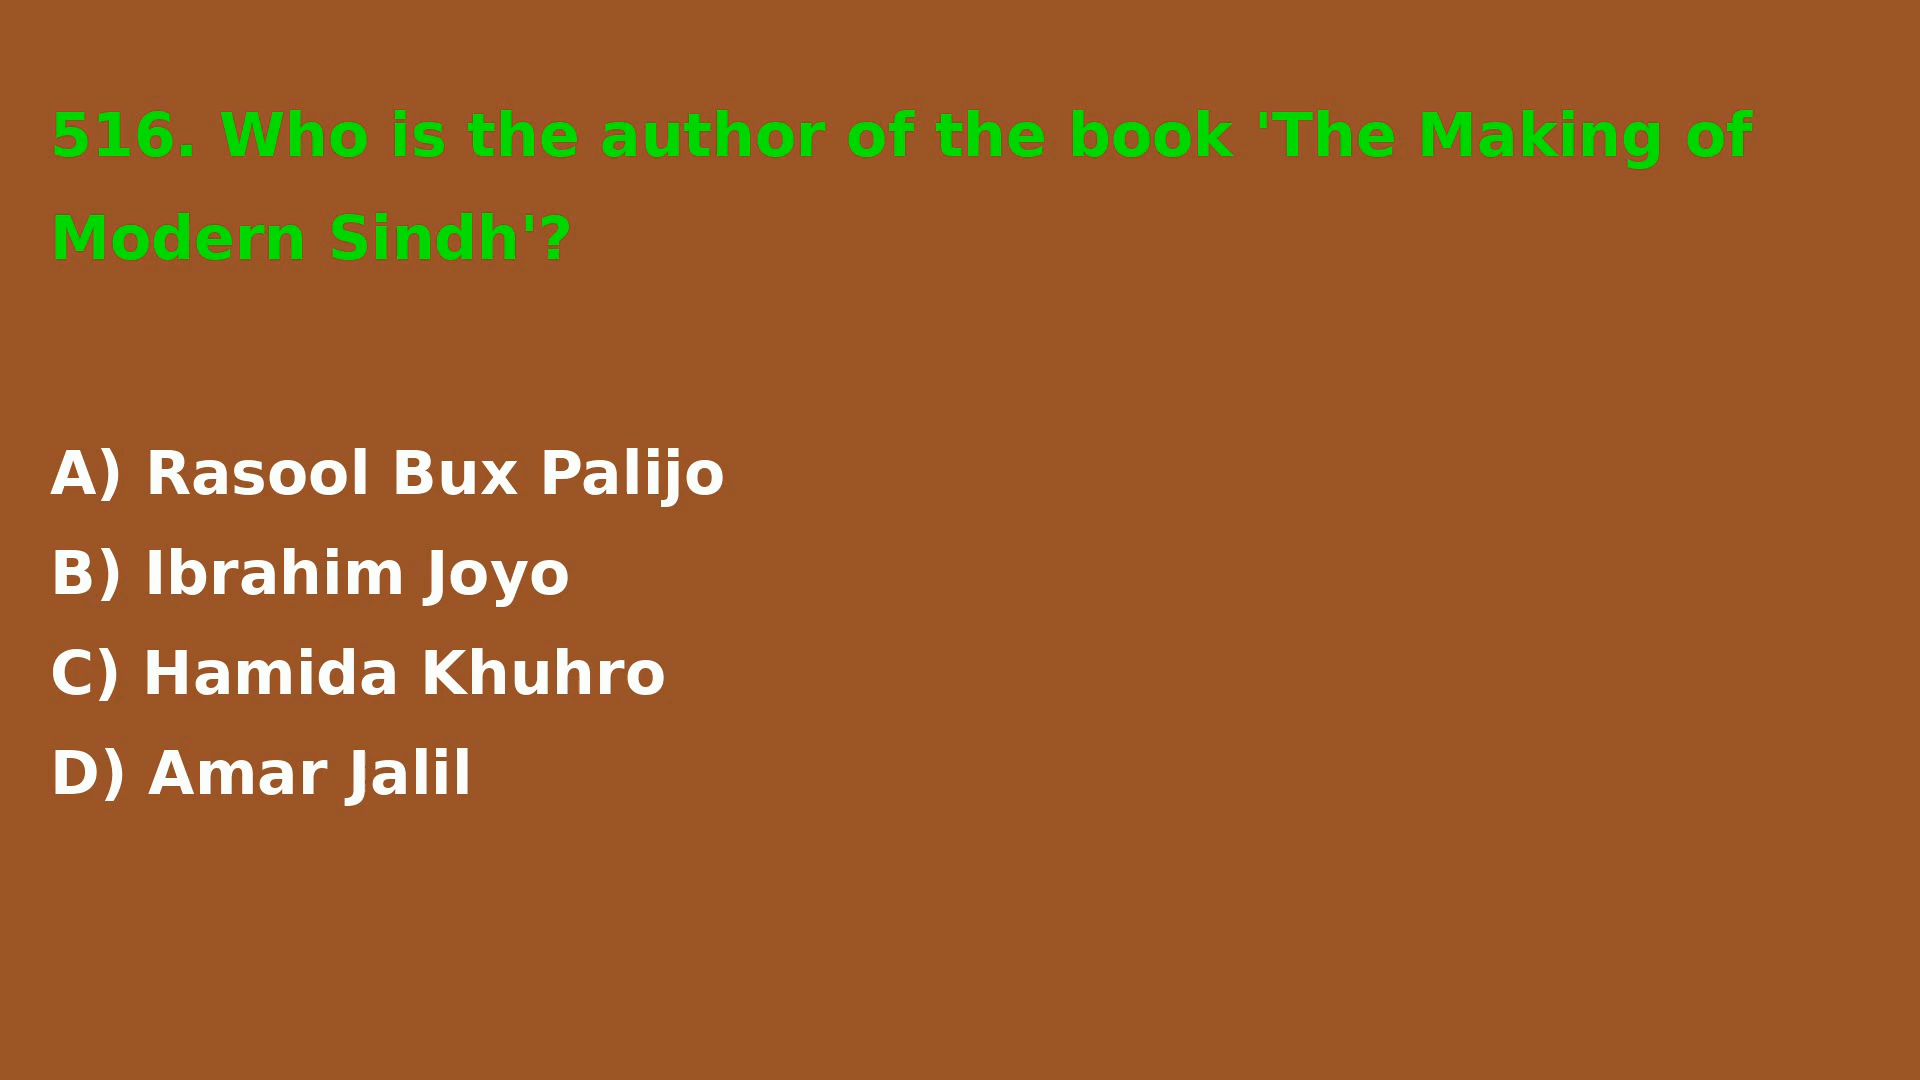 516. Who is the author of the book 'The Making of
Modern Sindh'?
A) Rasool Bux Palijo
B) Ibrahim Joyo
C) Hamida Khuhro
D) Amar Jalil